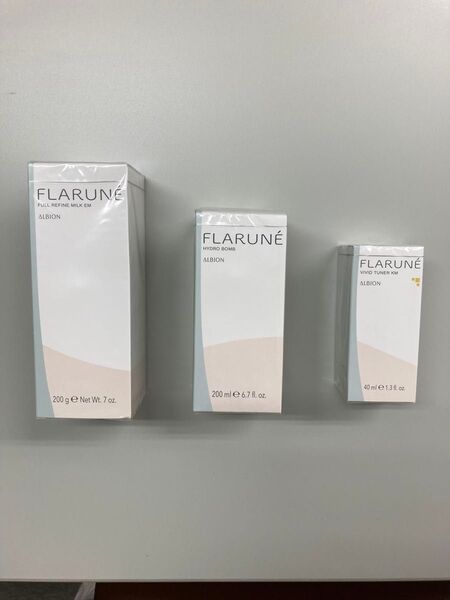 FLARUNÉ
FULL REFINE MILK EM
ALBION
200 g ℮ Net Wt. 7 oz.
FLARUNÉ
HYDRO BOMB
ALBION
200 ml ℮ 6.7 fl. oz.
FLARUNÉ
VIVID TUNER KM
ALBION
40 ml ℮ 1.3 fl. oz.